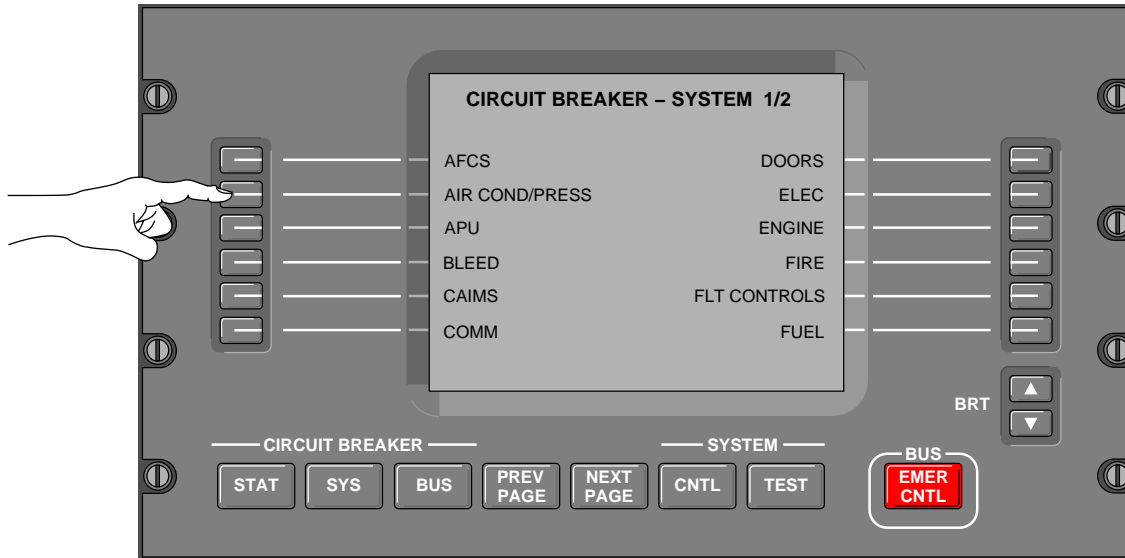 CIRCUIT BREAKER – SYSTEM 1/2
AFCS DOORS
AIR COND/PRESS ELEC
APU ENGINE
BLEED FIRE
CAIMS FLT CONTROLS
COMM FUEL
BRT
CIRCUIT BREAKER SYSTEM BUS
STAT SYS BUS PREV PAGE NEXT PAGE CNTL TEST EMER CNTL